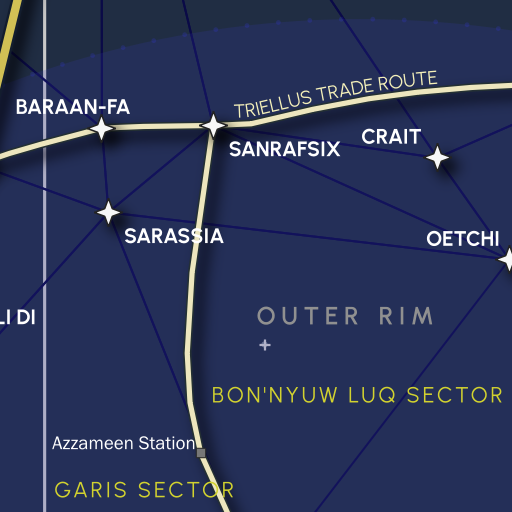 TRIELLUS TRADE ROUTE
BARAAN-FA
CRAIT
SANRAFSIX
SARASSIA
OETCHI
LI DI
OUTER RIM
BON'NYUW LUQ SECTOR
Azzameen Station
GARIS SECTOR